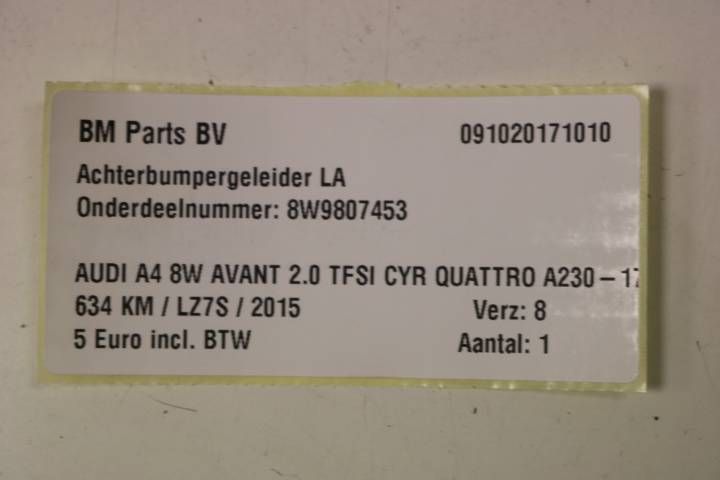 BM Parts BV 091020171010
Achterbumpergeleider LA
Onderdeelnummer: 8W9807453
AUDI A4 8W AVANT 2.0 TFSI CYR QUATTRO A230 – 17
634 KM / LZ7S / 2015 Verz: 8
5 Euro incl. BTW Aantal: 1